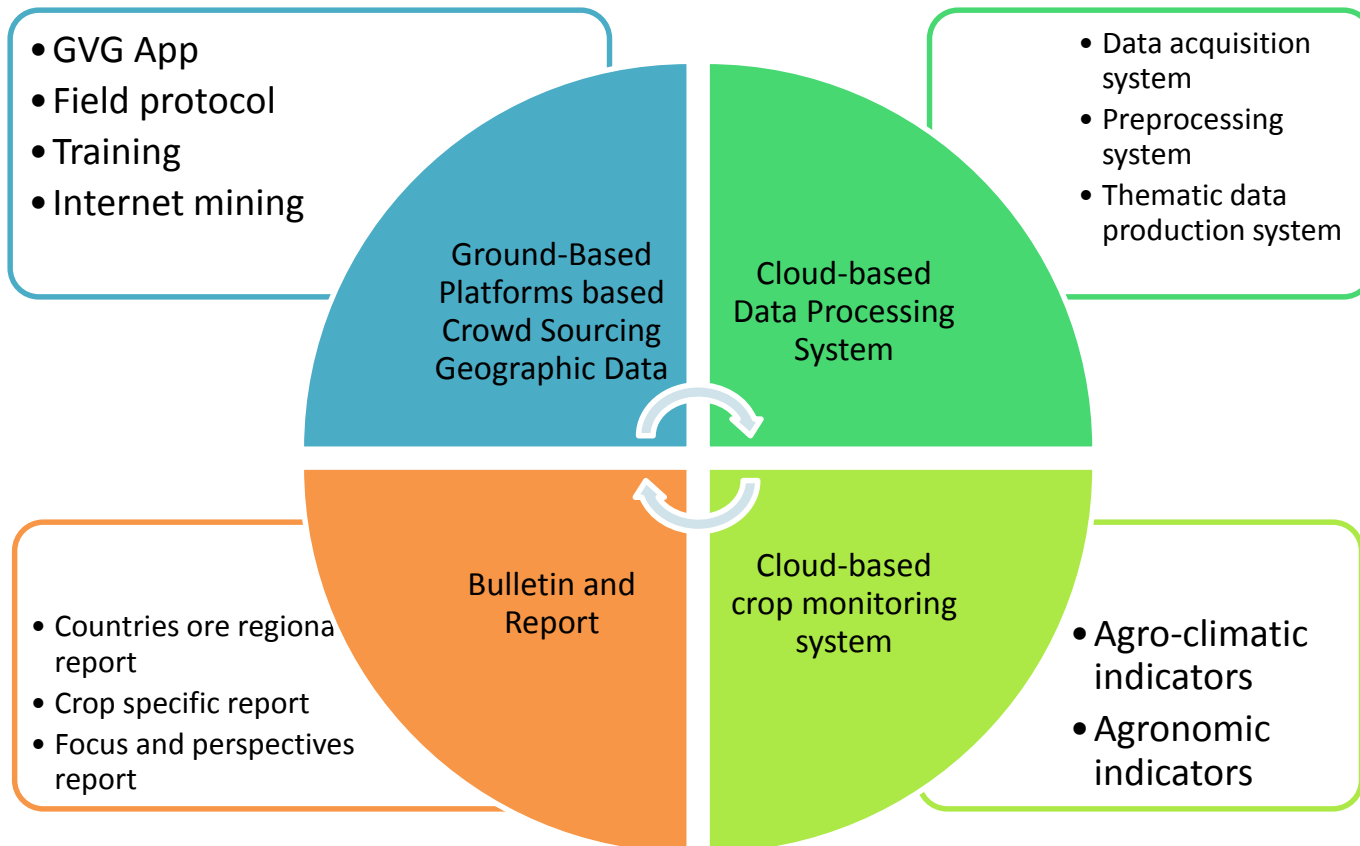 • GVG App
• Field protocol
• Training
• Internet mining
Ground-Based
Platforms based
Crowd Sourcing
Geographic Data
Cloud-based
Data Processing
System
• Data acquisition
system
• Preprocessing
system
• Thematic data
production system
Bulletin and
Report
• Countries ore regiona
report
• Crop specific report
• Focus and perspectives
report
Cloud-based
crop monitoring
system
• Agro-climatic
indicators
• Agronomic
indicators